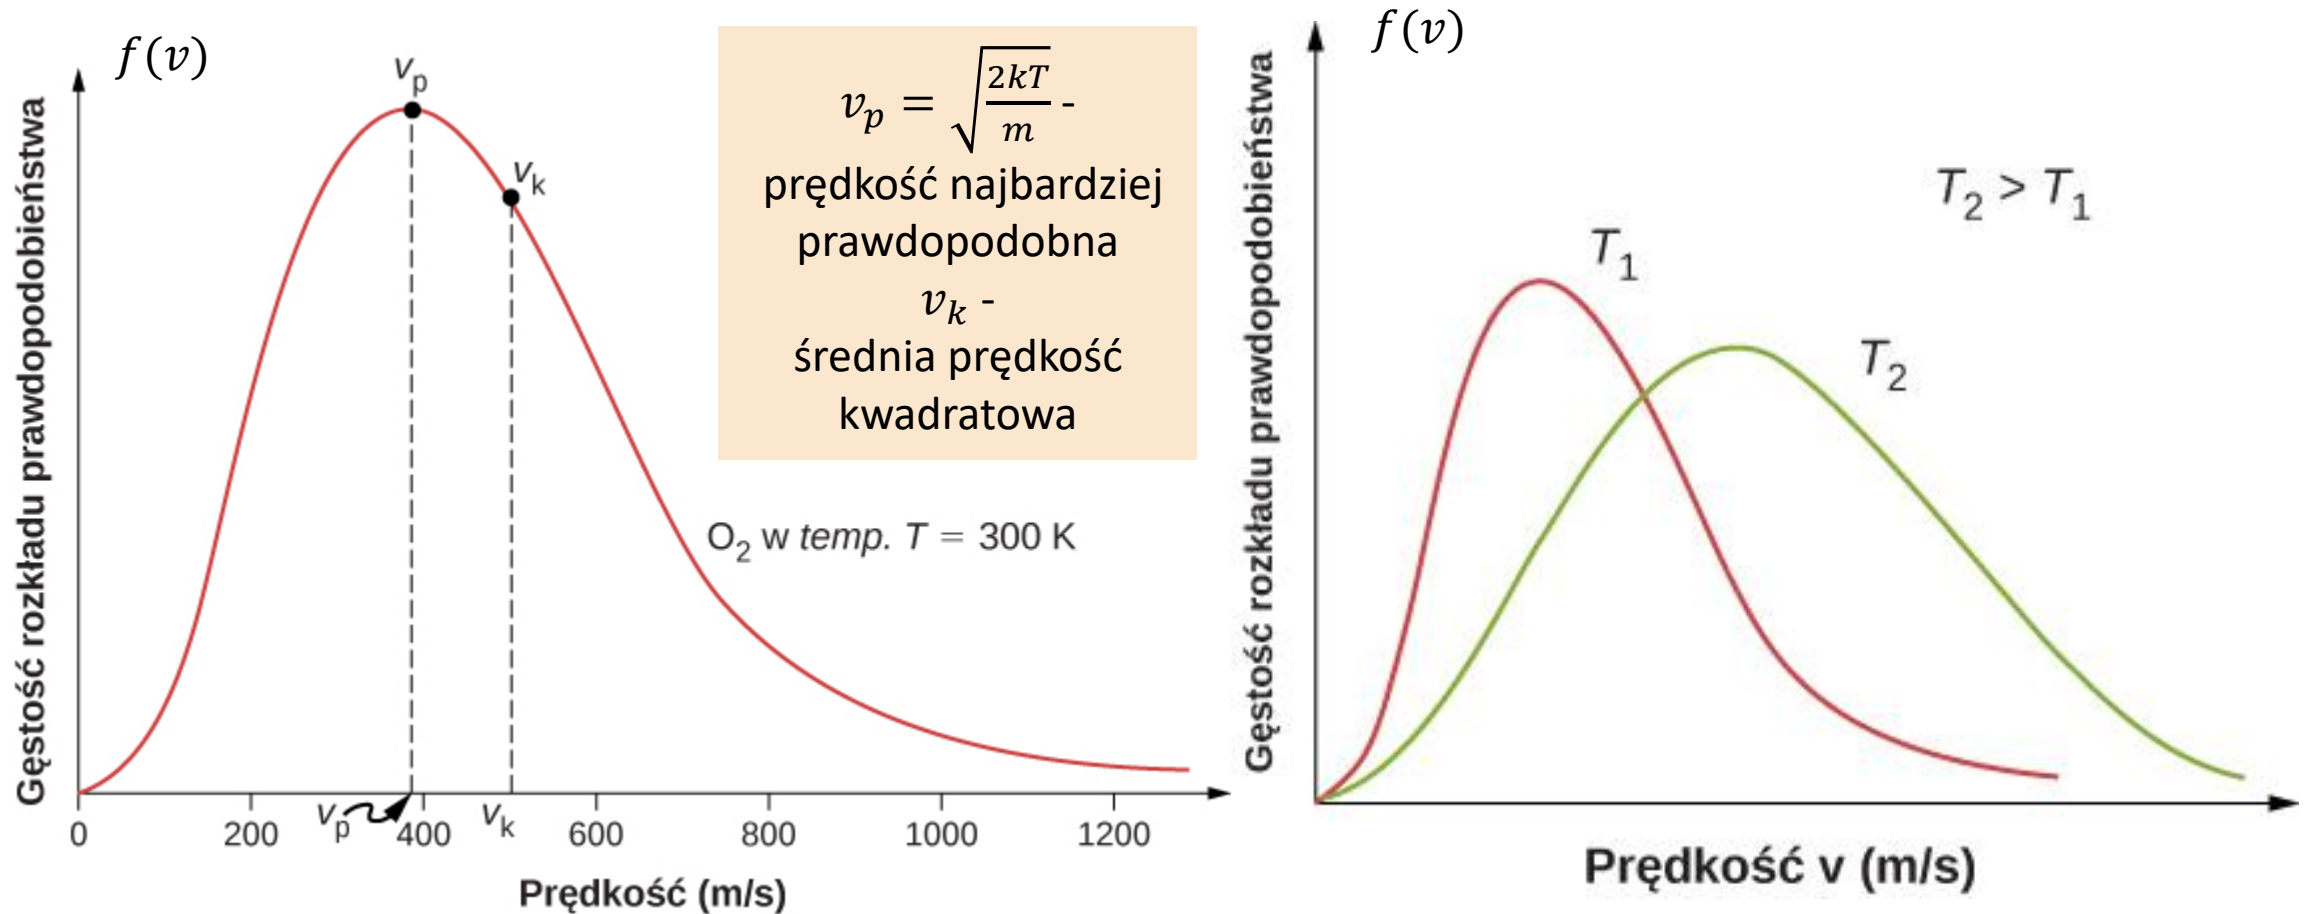 f(v)
Gęstość rozkładu prawdopodobieństwa
v_p
v_k
v_p = √(2kT/m) -
prędkość najbardziej
prawdopodobna
v_k -
średnia prędkość
kwadratowa
O₂ w temp. T = 300 K
0 200 v_p 400 v_k 600 800 1000 1200
Prędkość (m/s)
f(v)
Gęstość rozkładu prawdopodobieństwa
T₂ > T₁
T₁
T₂
Prędkość v (m/s)